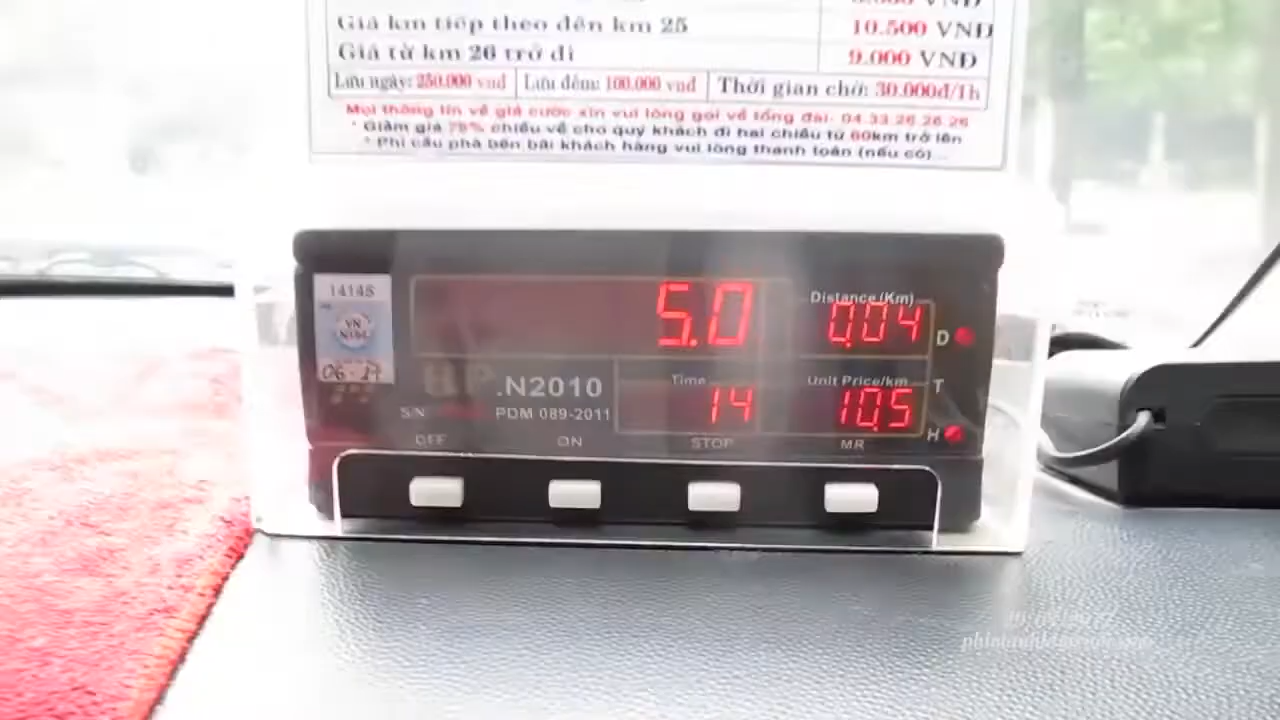 VNĐ
Giá km tiếp theo đến km 25 10.500 VNĐ
Giá từ km 26 trở đi 9.000 VNĐ
Lưu ngày: 250.000 vnđ Lưu đêm: 100.000 vnđ Thời gian chờ: 30.000đ/1h
Mọi thông tin về giá cước xin vui lòng gọi về tổng đài: 04.33.26.26.26
* Giảm giá 75% chiều về cho quý khách đi hai chiều từ 60km trở lên
* Phí cầu phà bến bãi khách hàng vui lòng thanh toán (nếu có)...
14145
VN
N184
06-17
5.0
Distance (Km)
0.04
D
.N2010
S/N
PDM 089-2011
Time
14
Unit Price/km
10.5
T
H
OFF ON STOP MR